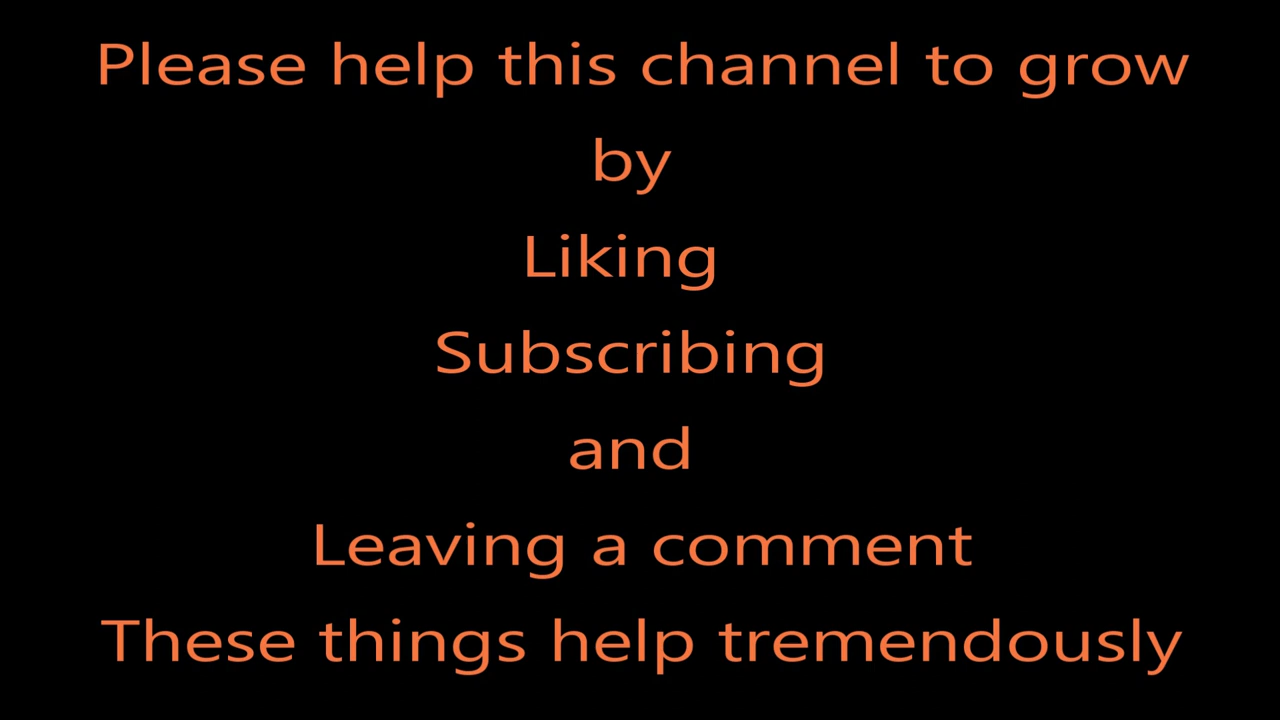 Please help this channel to grow
by
Liking
Subscribing
and
Leaving a comment
These things help tremendously